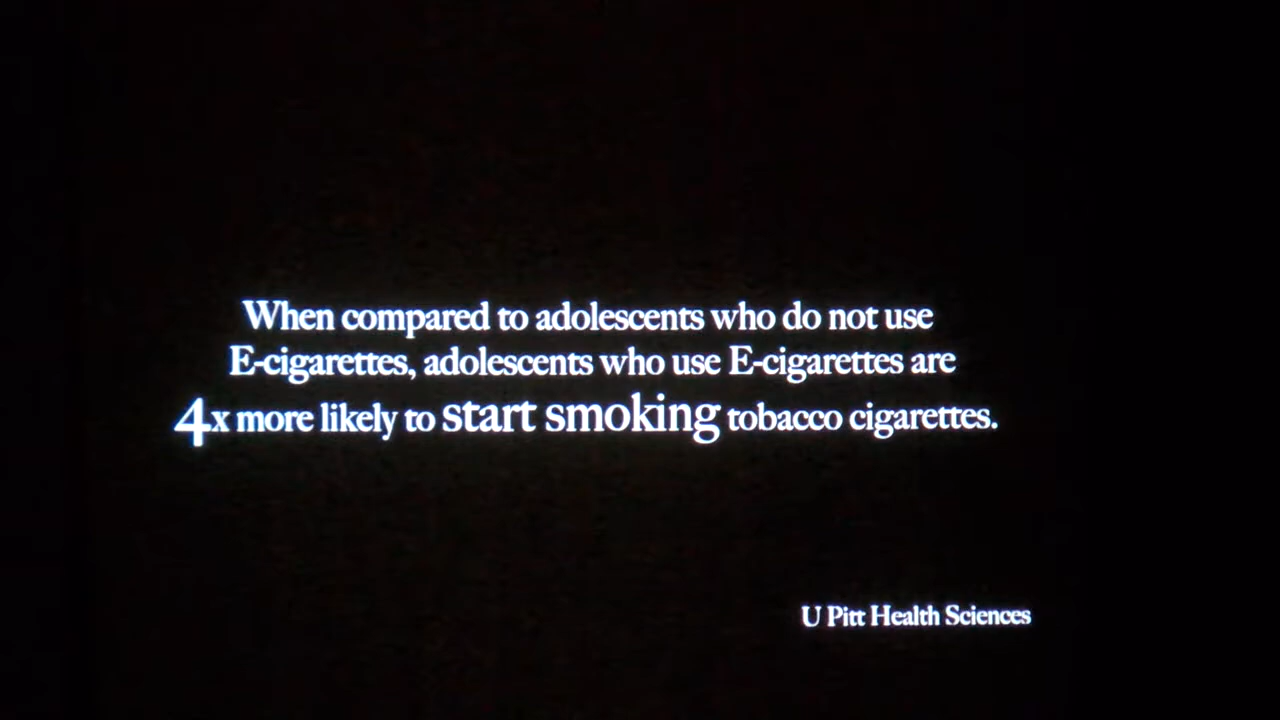 When compared to adolescents who do not use
E-cigarettes, adolescents who use E-cigarettes are
4x more likely to start smoking tobacco cigarettes.
U Pitt Health Sciences